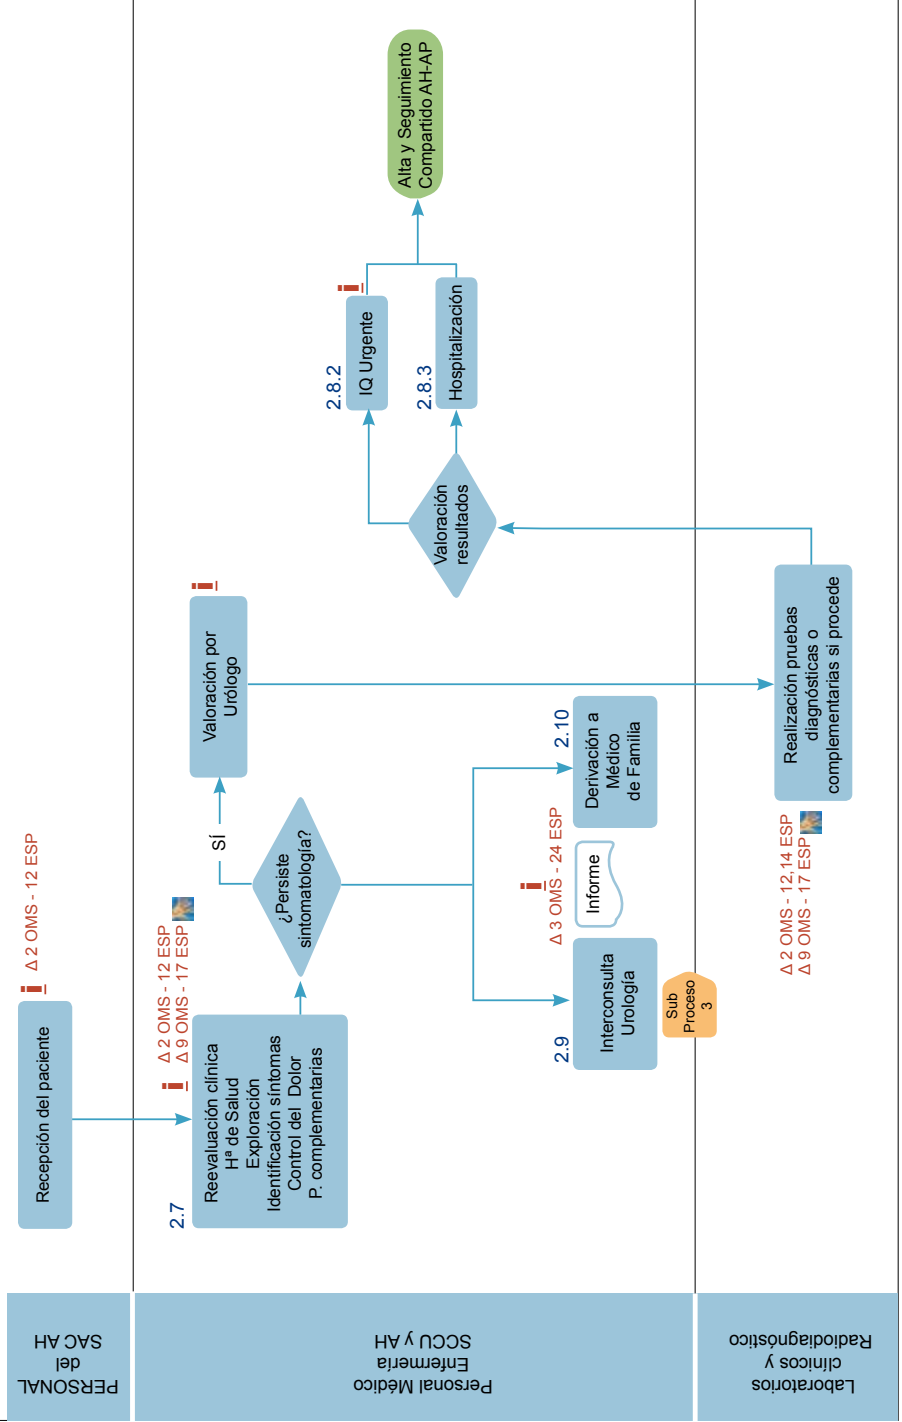 PERSONAL
del
SAC AH
Recepción del paciente
i
Δ 2 OMS - 12 ESP
Personal Médico
Enfermería
SCCU y AH
2.7
Reevaluación clínica
Hª de Salud
Exploración
Identificación síntomas
Control del Dolor
P. complementarias
i
Δ 2 OMS - 12 ESP
Δ 9 OMS - 17 ESP
¿Persiste
sintomatología?
SÍ
Valoración por
Urólogo
i
2.9
Interconsulta
Urología
Sub
Proceso
3
i
Δ 3 OMS - 24 ESP
Informe
2.10
Derivación a
Médico
de Familia
Valoración
resultados
2.8.2
IQ Urgente
i
2.8.3
Hospitalización
Alta y Seguimiento
Compartido AH-AP
Laboratorios
clínicos y
Radiodiagnóstico
Δ 2 OMS - 12,14 ESP
Δ 9 OMS - 17 ESP
Realización pruebas
diagnósticas o
complementarias si procede